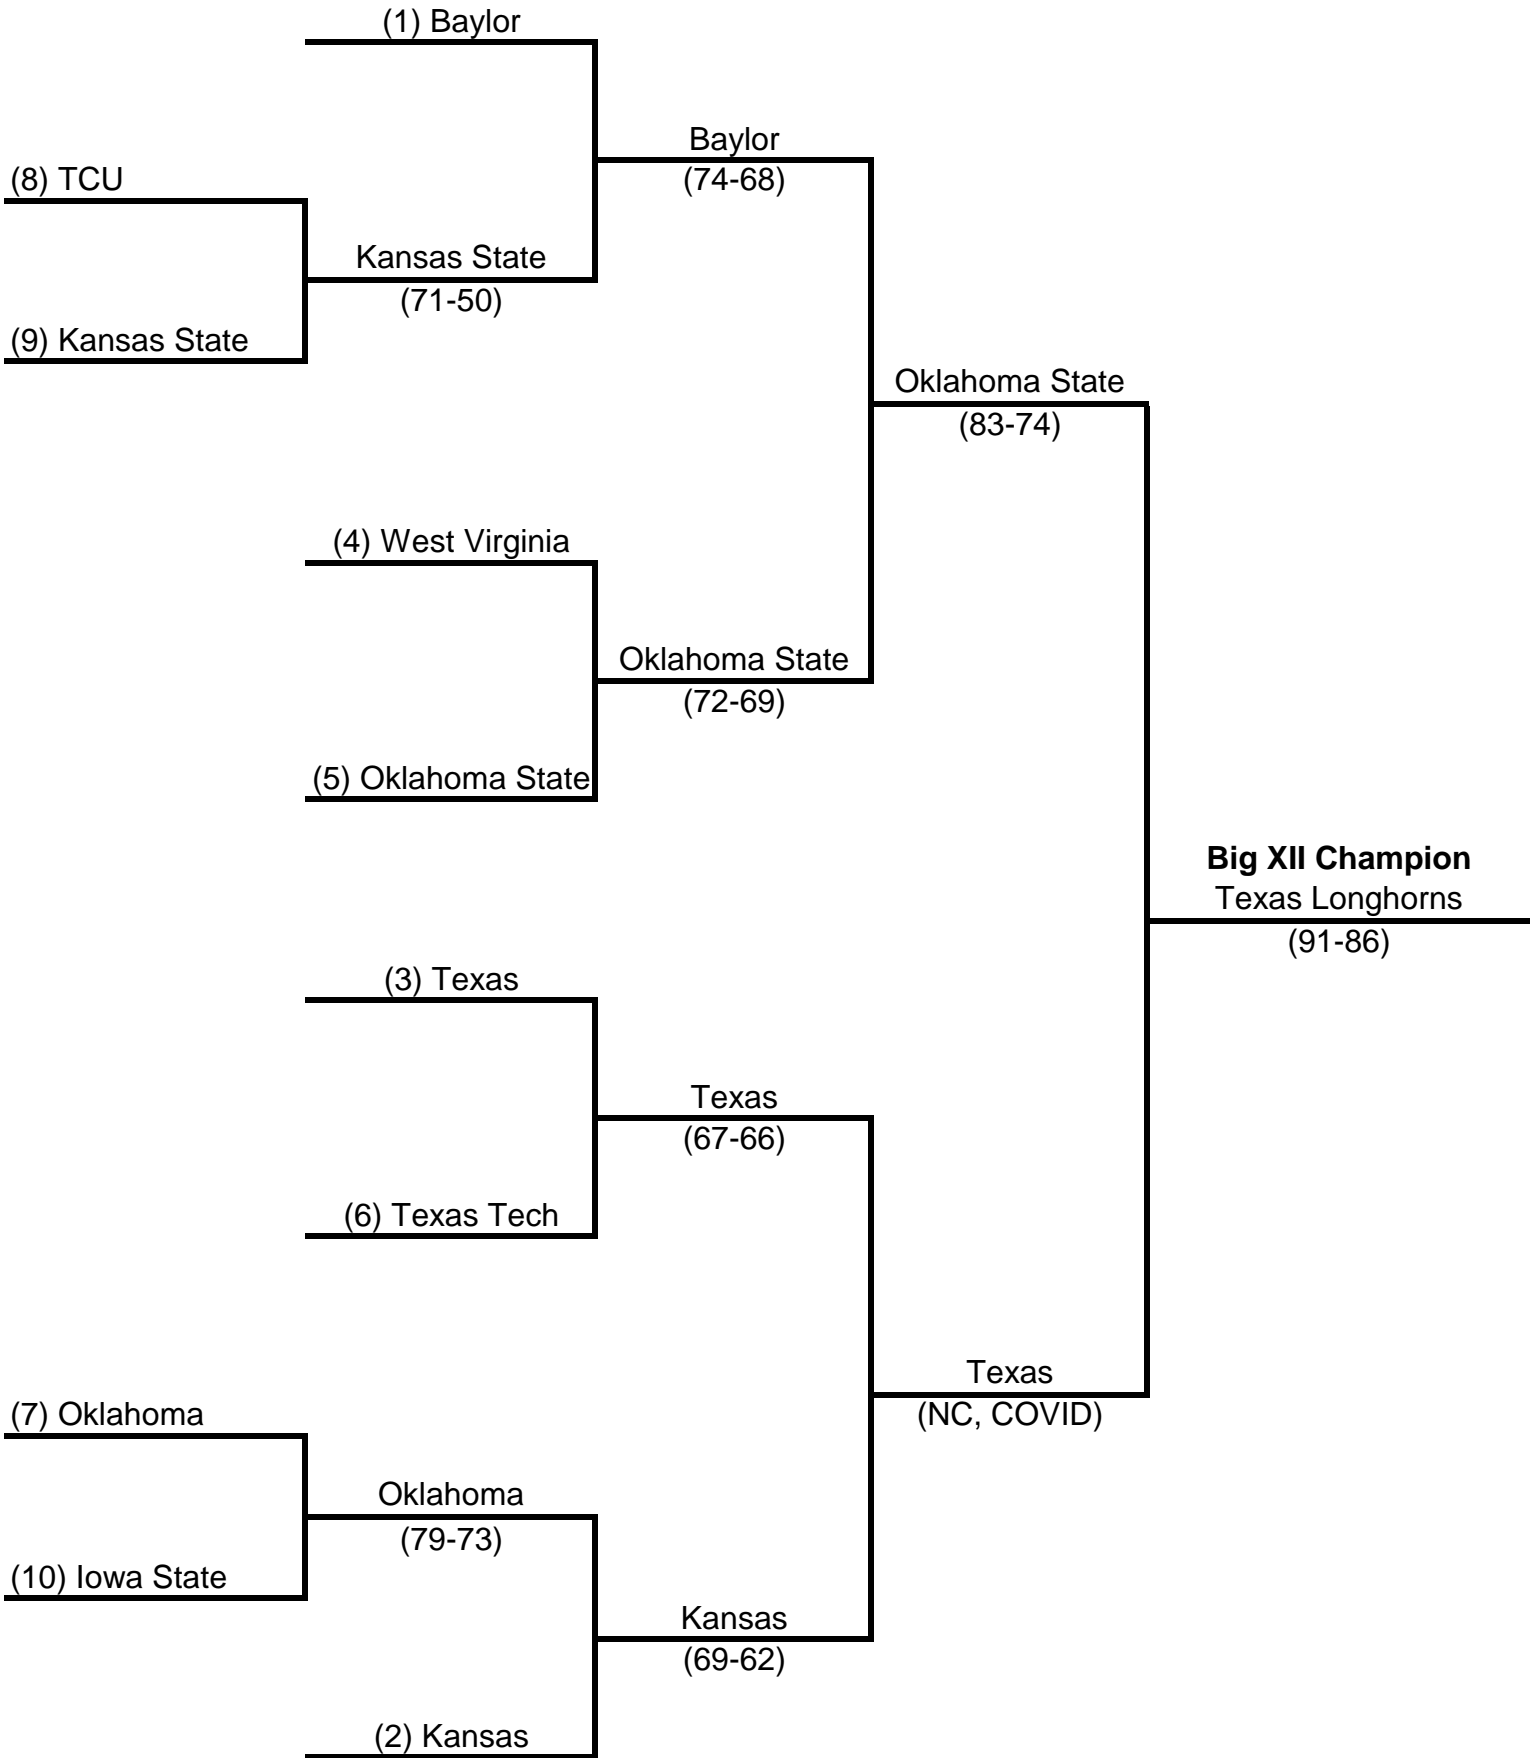 (1) Baylor
Baylor
(74-68)
(8) TCU
Kansas State
(71-50)
(9) Kansas State
Oklahoma State
(83-74)
(4) West Virginia
Oklahoma State
(72-69)
(5) Oklahoma State
Big XII Champion
Texas Longhorns
(91-86)
(3) Texas
Texas
(67-66)
(6) Texas Tech
Texas
(NC, COVID)
(7) Oklahoma
Oklahoma
(79-73)
(10) Iowa State
Kansas
(69-62)
(2) Kansas